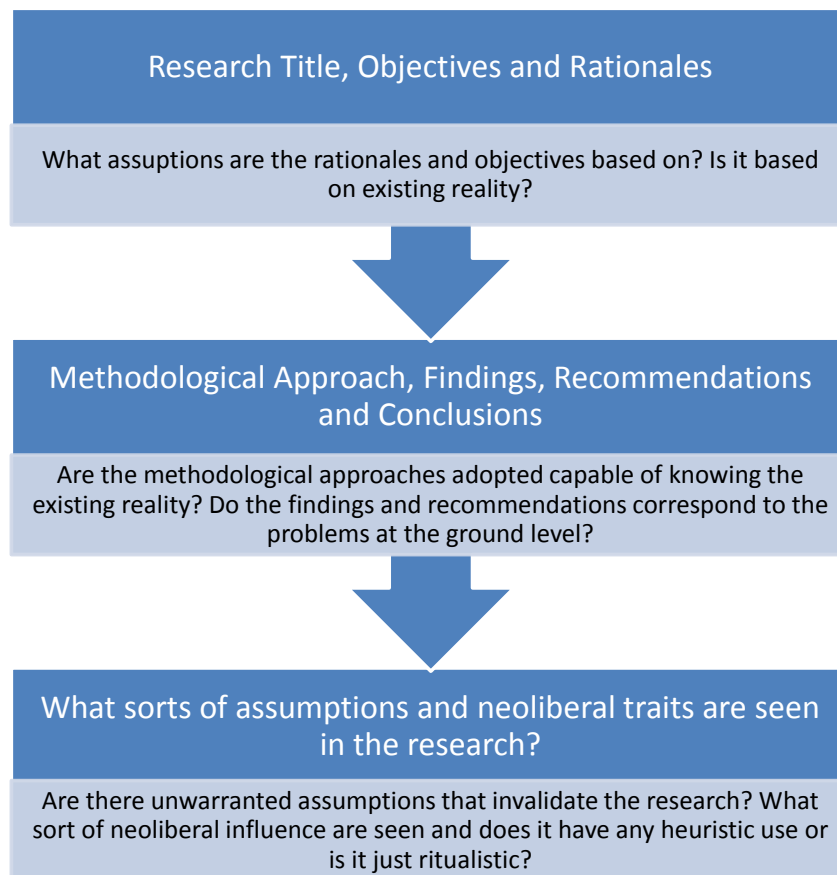 Research Title, Objectives and Rationales
What assuptions are the rationales and objectives based on? Is it based
on existing reality?
Methodological Approach, Findings, Recommendations
and Conclusions
Are the methodological approaches adopted capable of knowing the
existing reality? Do the findings and recommendations correspond to the
problems at the ground level?
What sorts of assumptions and neoliberal traits are seen
in the research?
Are there unwarranted assumptions that invalidate the research? What
sort of neoliberal influence are seen and does it have any heuristic use or
is it just ritualistic?